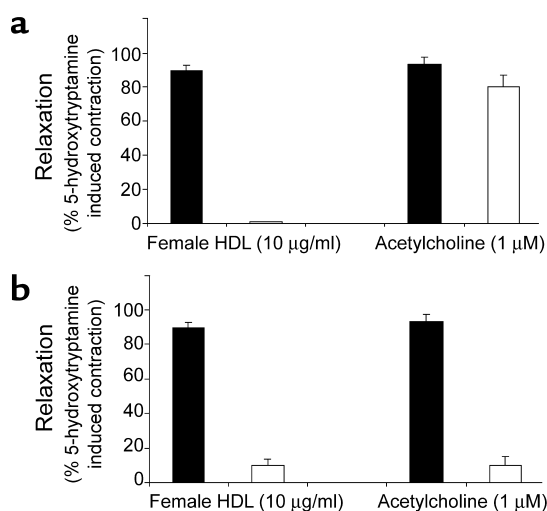 a
Relaxation
(% 5-hydroxytryptamine
induced contraction)
100
80
60
40
20
0
Female HDL (10 μg/ml) Acetylcholine (1 μM)
b
Relaxation
(% 5-hydroxytryptamine
induced contraction)
100
80
60
40
20
0
Female HDL (10 μg/ml) Acetylcholine (1 μM)